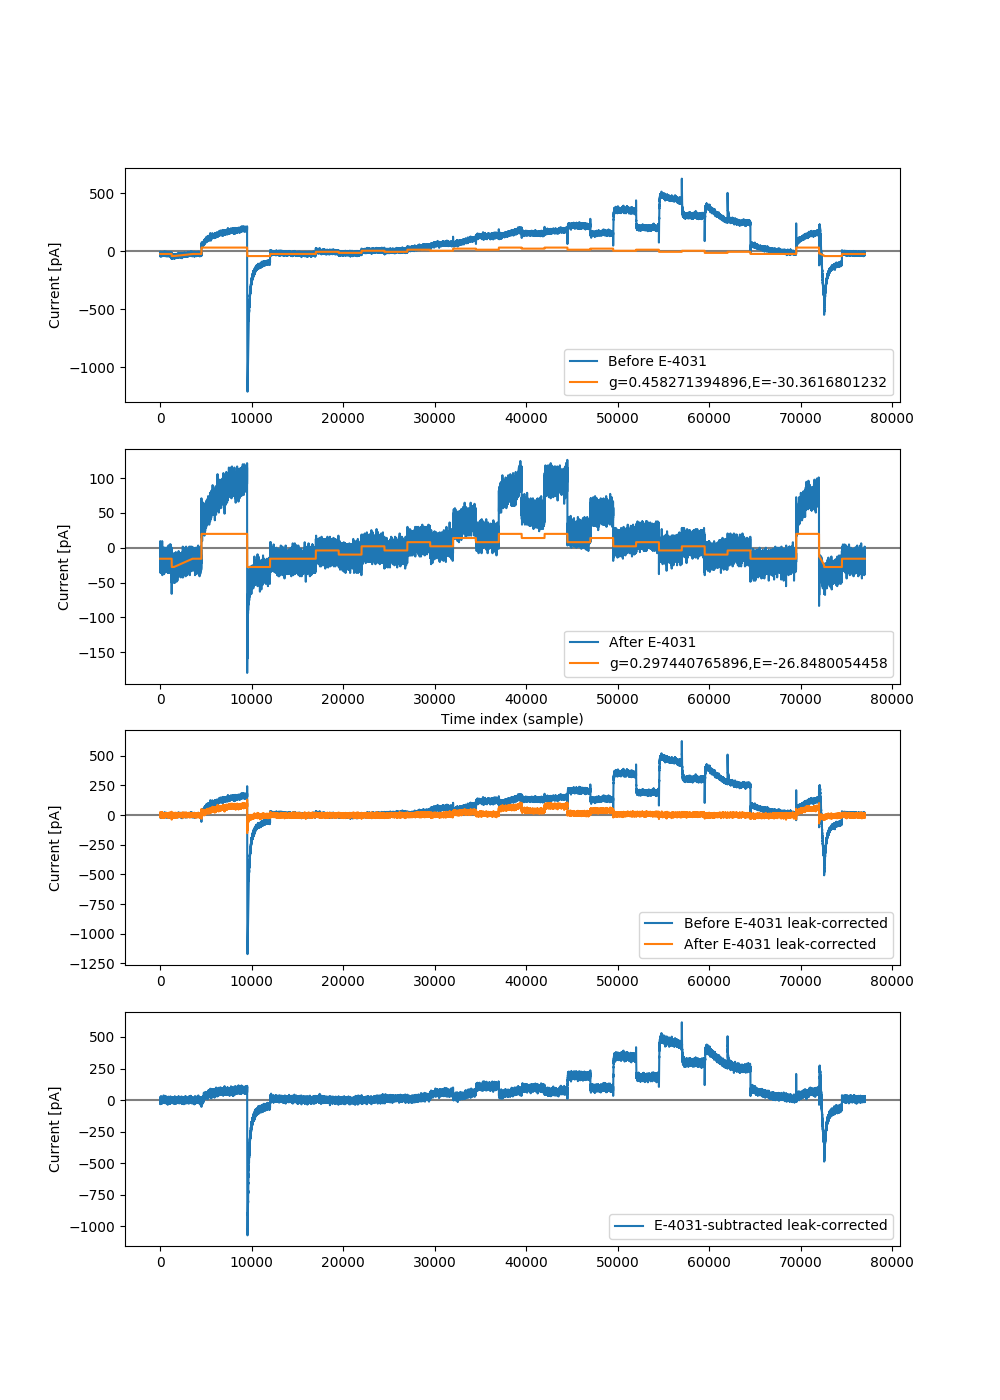 500
0
−500
−1000
Current [pA]
Before E-4031
g=0.458271394896,E=-30.3616801232
0 10000 20000 30000 40000 50000 60000 70000 80000
100
50
0
−50
−100
−150
Current [pA]
After E-4031
g=0.297440765896,E=-26.8480054458
0 10000 20000 30000 40000 50000 60000 70000 80000
Time index (sample)
500
250
0
−250
−500
−750
−1000
−1250
Current [pA]
Before E-4031 leak-corrected
After E-4031 leak-corrected
0 10000 20000 30000 40000 50000 60000 70000 80000
500
250
0
−250
−500
−750
−1000
Current [pA]
E-4031-subtracted leak-corrected
0 10000 20000 30000 40000 50000 60000 70000 80000